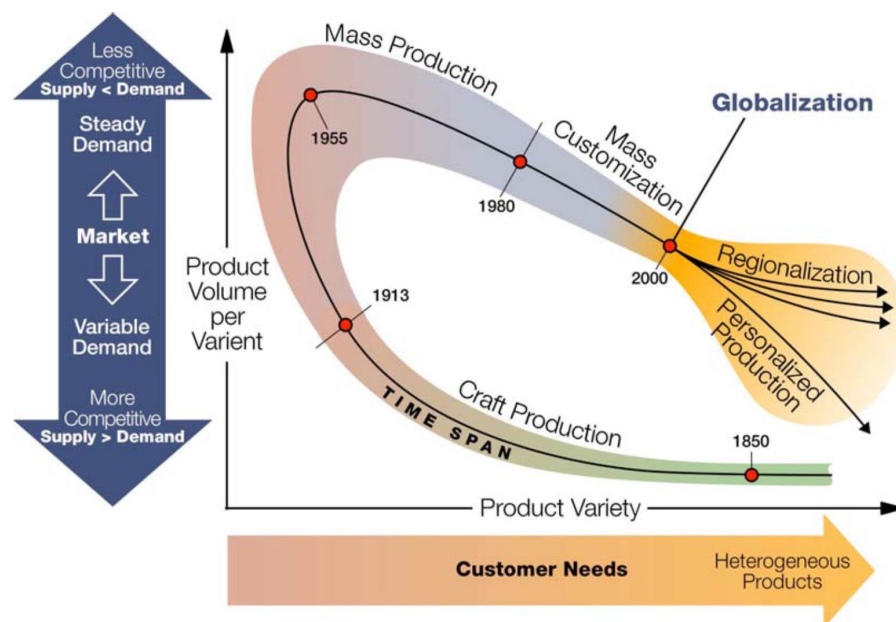 Less
Competitive
Supply < Demand
Steady
Demand
Market
Variable
Demand
More
Competitive
Supply > Demand
Product
Volume
per
Varient
Mass Production
1955
1980
Mass
Customization
Globalization
2000
Regionalization
Personalized
Production
1913
TIME SPAN
Craft Production
1850
Product Variety
Customer Needs
Heterogeneous
Products